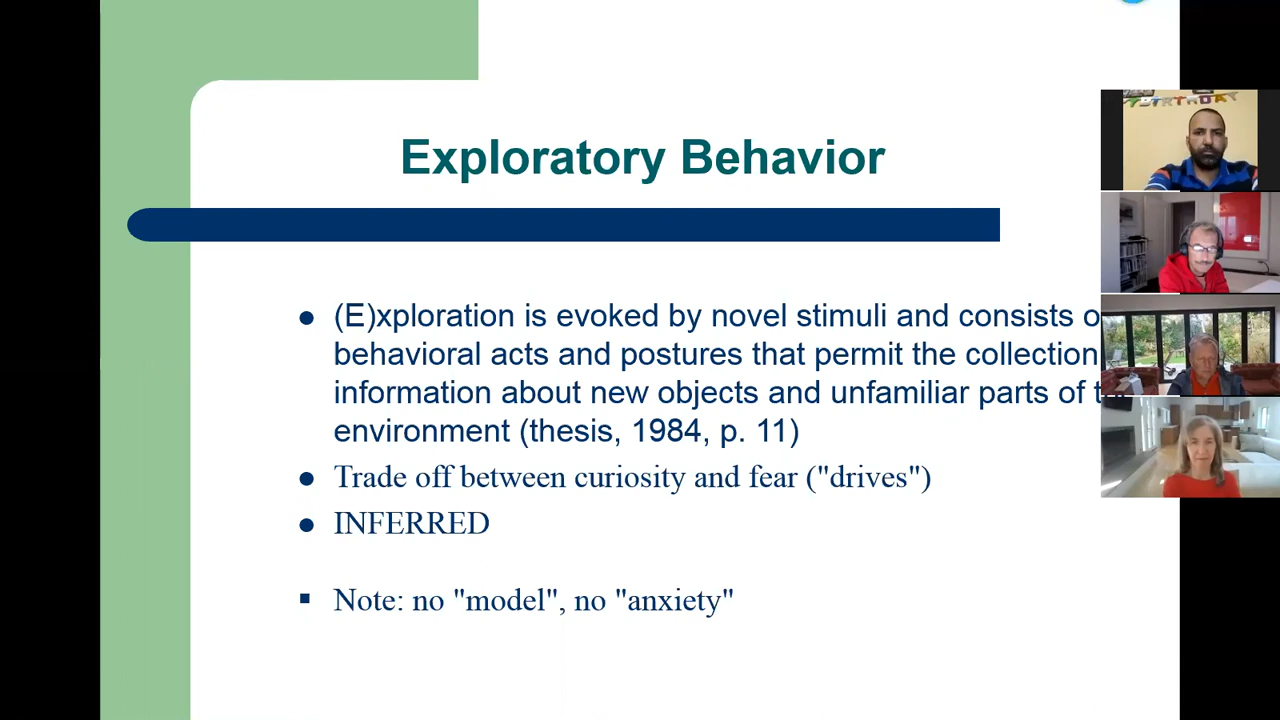 Exploratory Behavior
● (E)xploration is evoked by novel stimuli and consists
behavioral acts and postures that permit the collection
information about new objects and unfamiliar parts of
environment (thesis, 1984, p. 11)
● Trade off between curiosity and fear ("drives")
● INFERRED
▪ Note: no "model", no "anxiety"
BIRTHDAY